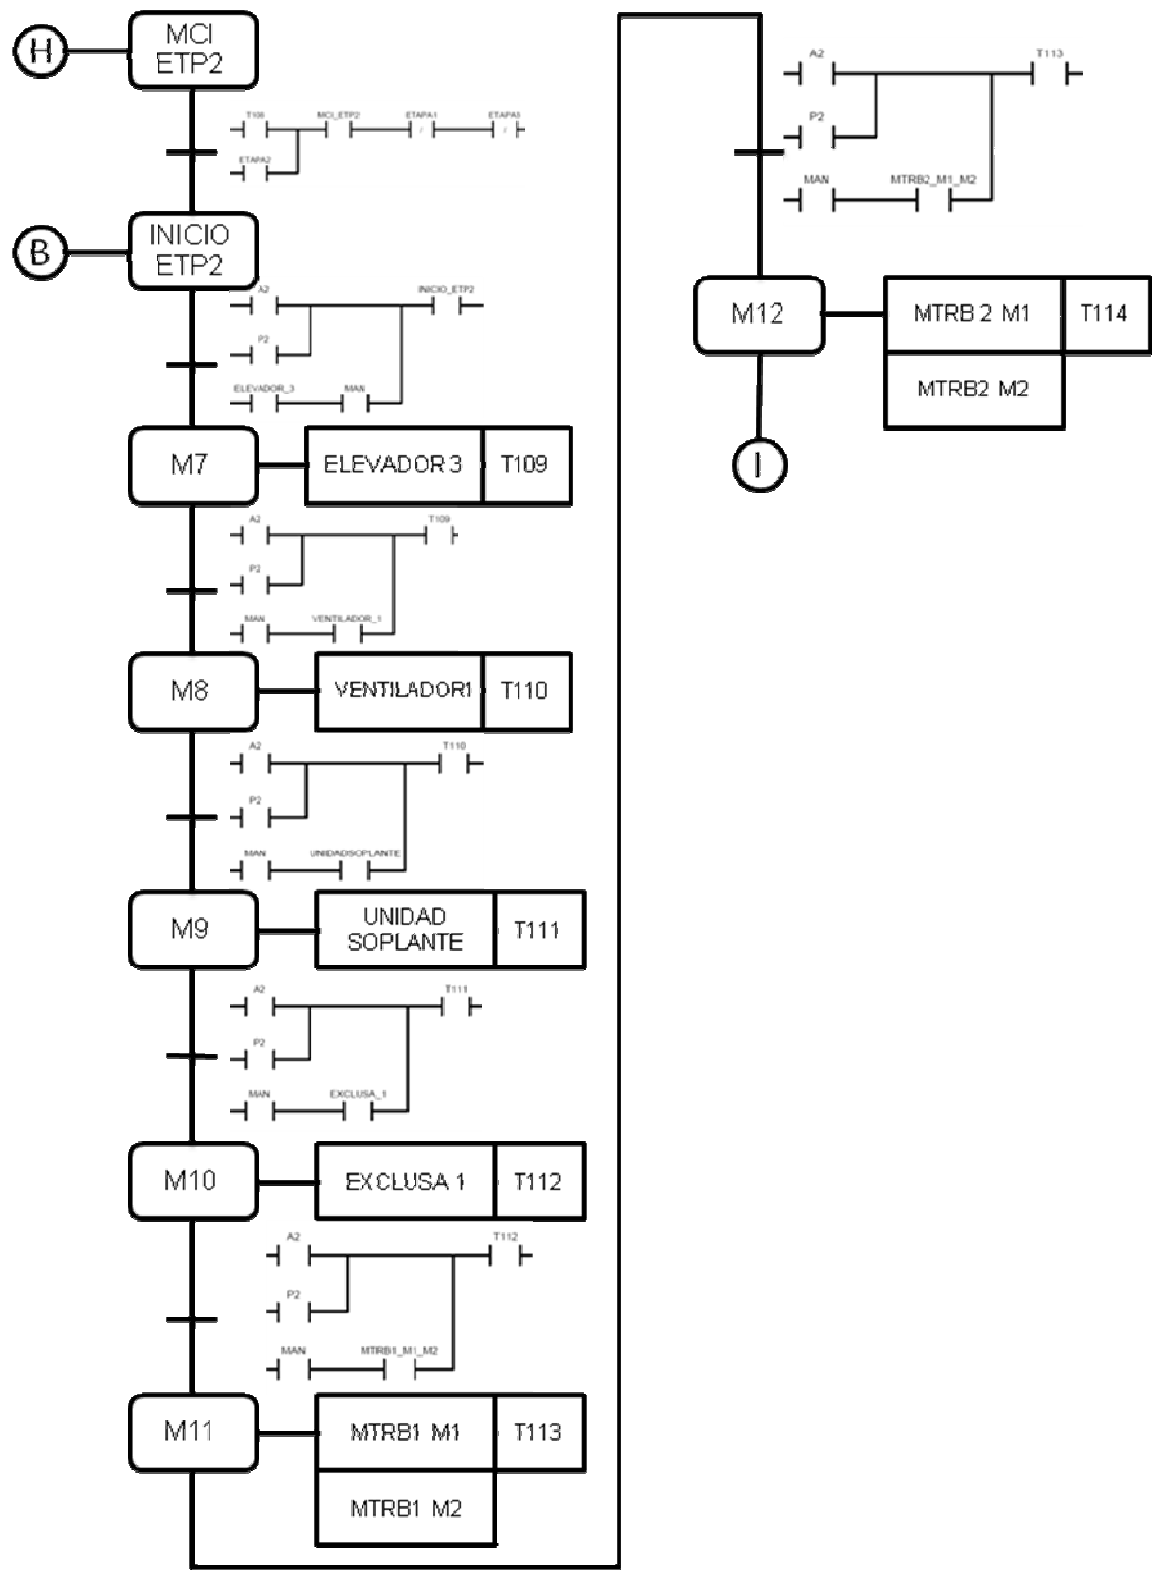 H
MCI
ETP2
T108
MCI_ETP2
ETAPA1
ETAPA2
B
INICIO
ETP2
A2
INICIO_ETP2
P2
ELEVADOR_3
MAN
M7
ELEVADOR 3
T109
A2
T109
P2
MAN
VENTILADOR_1
M8
VENTILADOR1
T110
A2
T110
P2
MAN
UNIDADSOPLANTE
M9
UNIDAD
SOPLANTE
T111
A2
T111
P2
MAN
EXCLUSA_1
M10
EXCLUSA 1
T112
A2
T112
P2
MAN
MTRB1_M1_M2
M11
MTRB1 M1
T113
MTRB1 M2
A2
T113
P2
MAN
MTRB2_M1_M2
M12
MTRB 2 M1
T114
MTRB2 M2
I